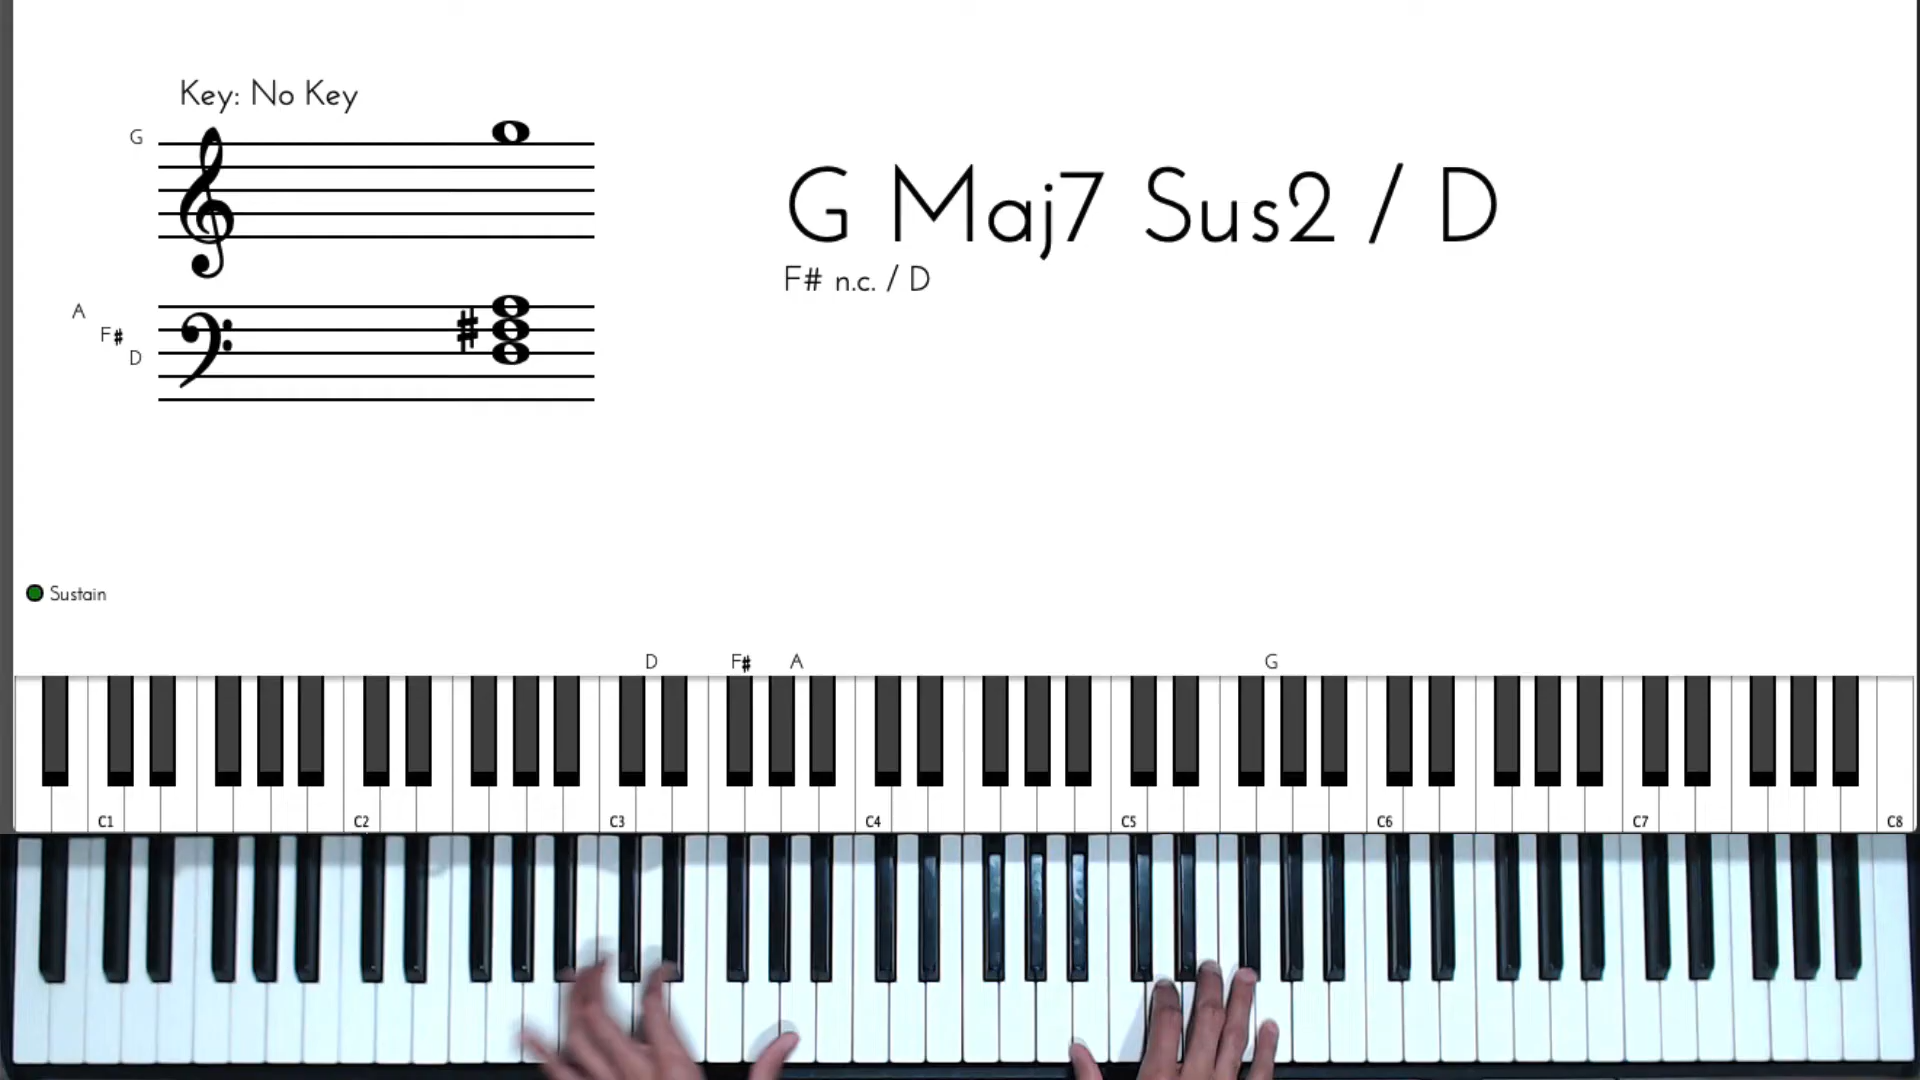 Key: No Key
G
G Maj7 Sus2 / D
F# n.c. / D
A
F#
D
Sustain
D F# A G
C1 C2 C3 C4 C5 C6 C7 C8